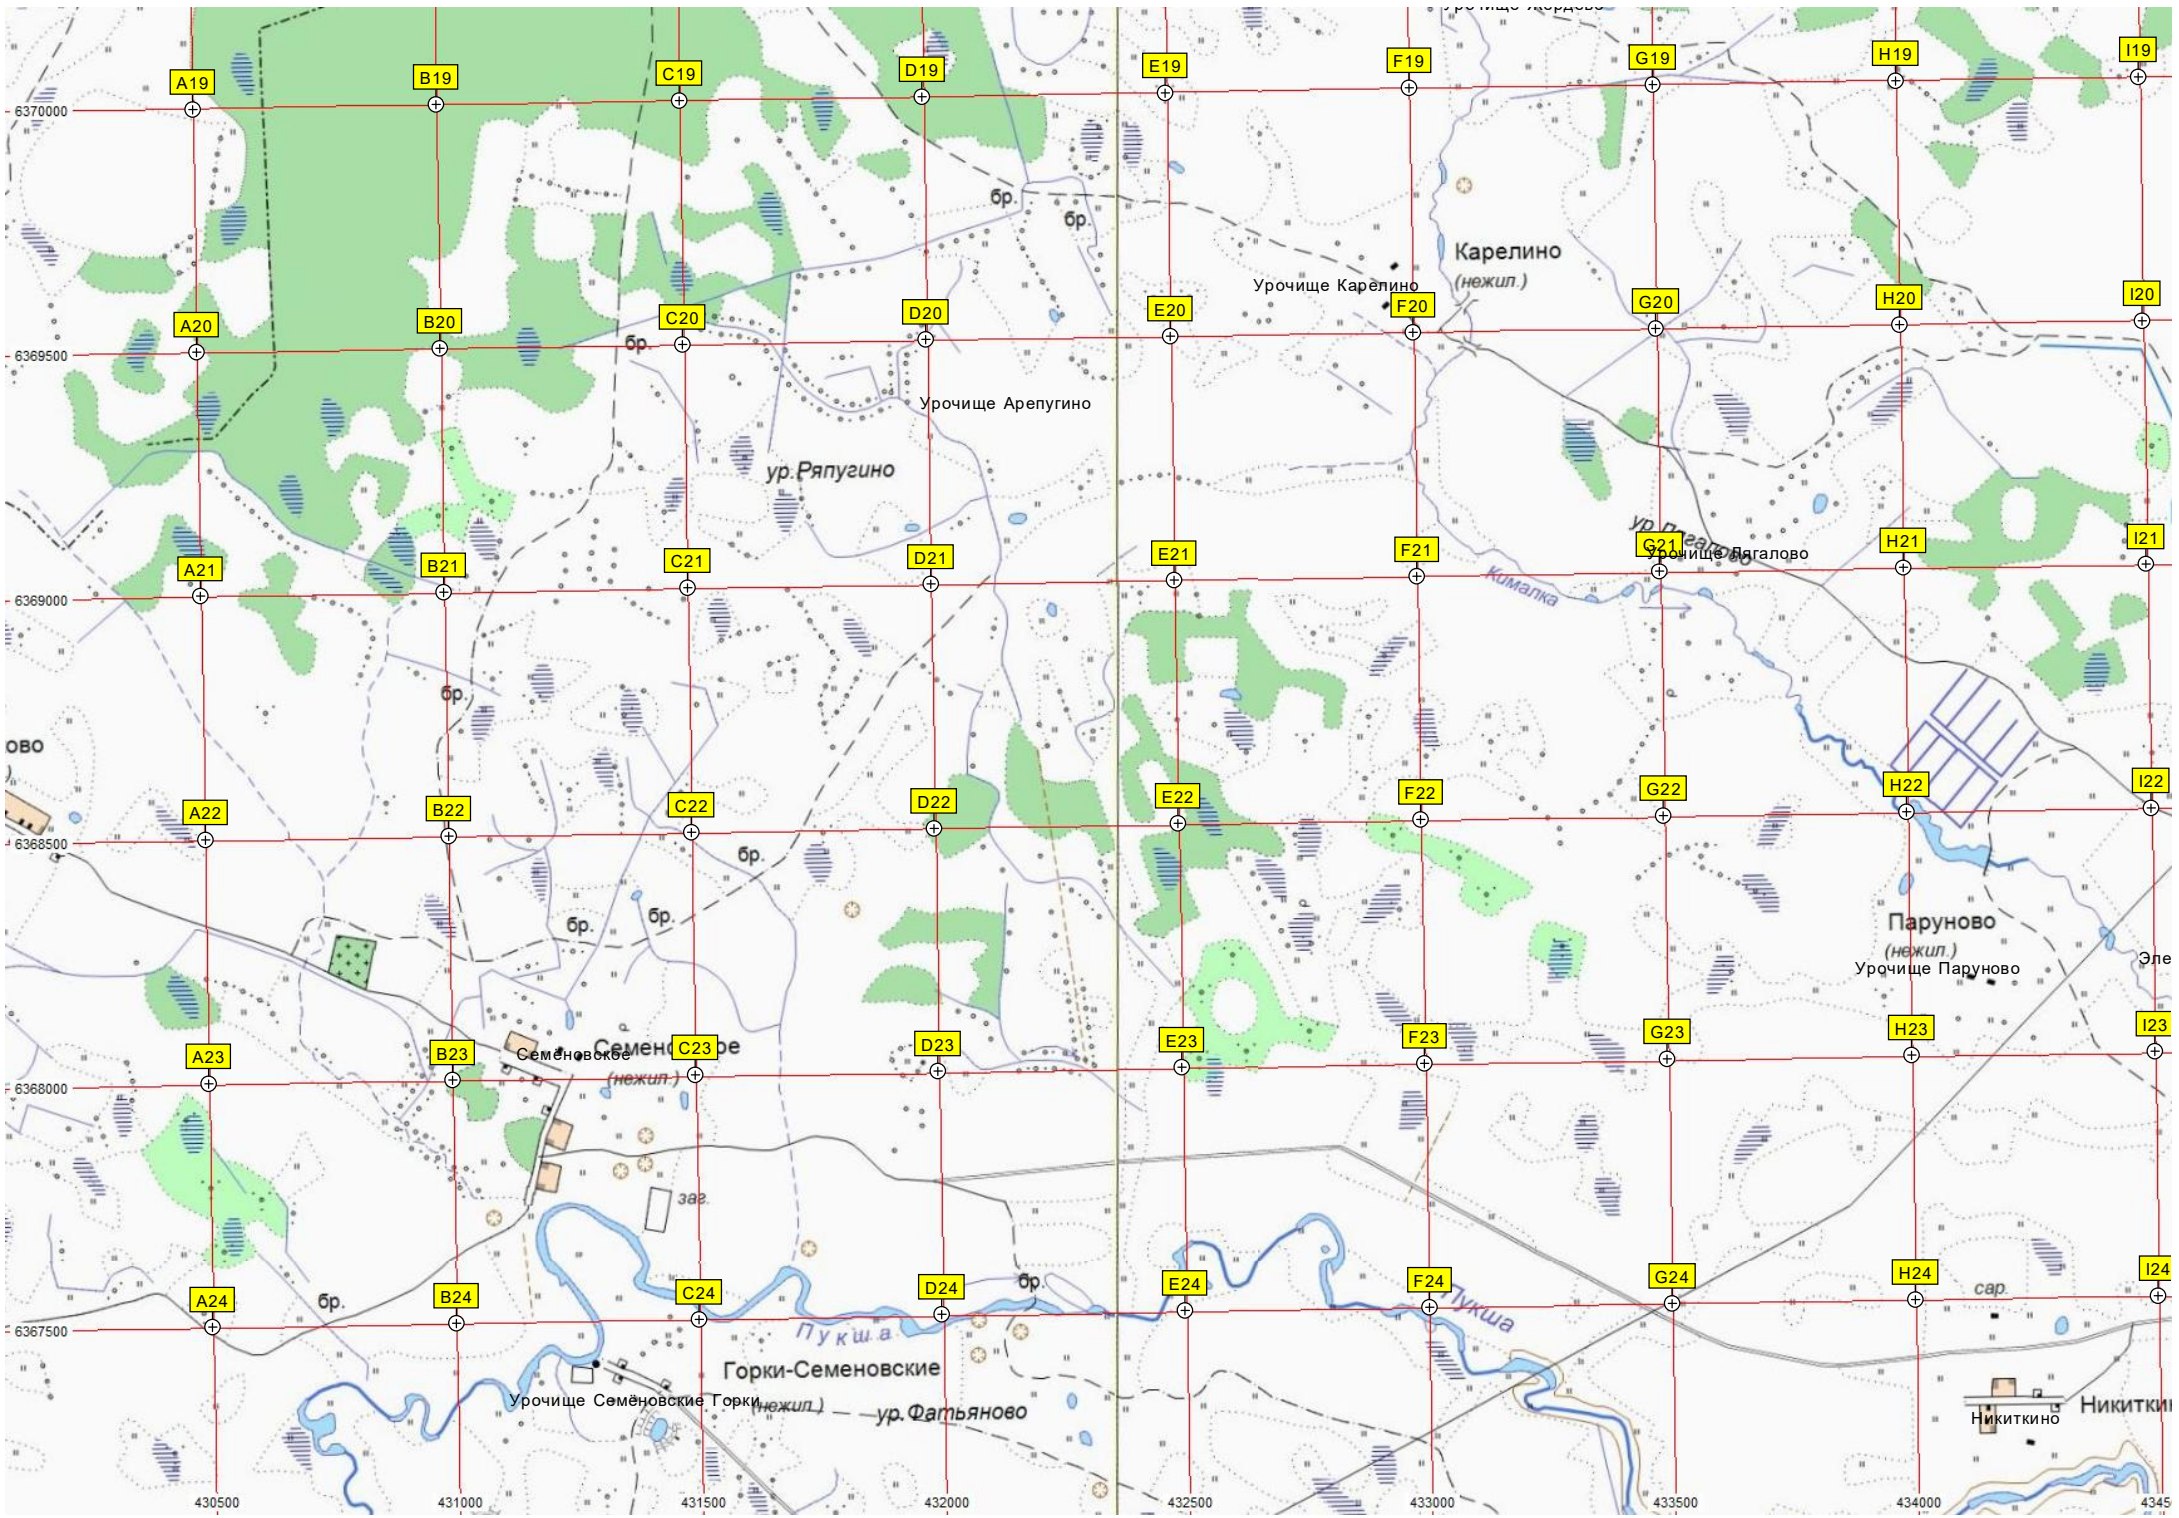 Урочище Жордово
A19
B19
C19
D19
E19
F19
G19
H19
I19
6370000
бр.
бр.
Карелино
(нежил.)
Урочище Карелино
A20
B20
C20
D20
E20
F20
G20
H20
I20
6369500
бр.
Урочище Арепугино
ур.Ряпугино
A21
B21
C21
D21
E21
F21
G21
H21
I21
Урочище Лягалово
6369000
Кималка
бр.
ово
A22
B22
C22
D22
E22
F22
G22
H22
I22
6368500
бр.
бр.
бр.
Паруново
(нежил.)
Урочище Паруново
Эле
A23
B23
C23
D23
E23
F23
G23
H23
I23
Семёновское
(нежил.)
6368000
заг.
A24
B24
C24
D24
E24
F24
G24
H24
I24
бр.
бр.
сар.
6367500
Пукша
Пукша
Горки-Семеновские
(нежил.)
Урочище Семёновские Горки
ур.Фатьяново
Никиткино
Никитки
430500
431000
431500
432000
432500
433000
433500
434000
4345